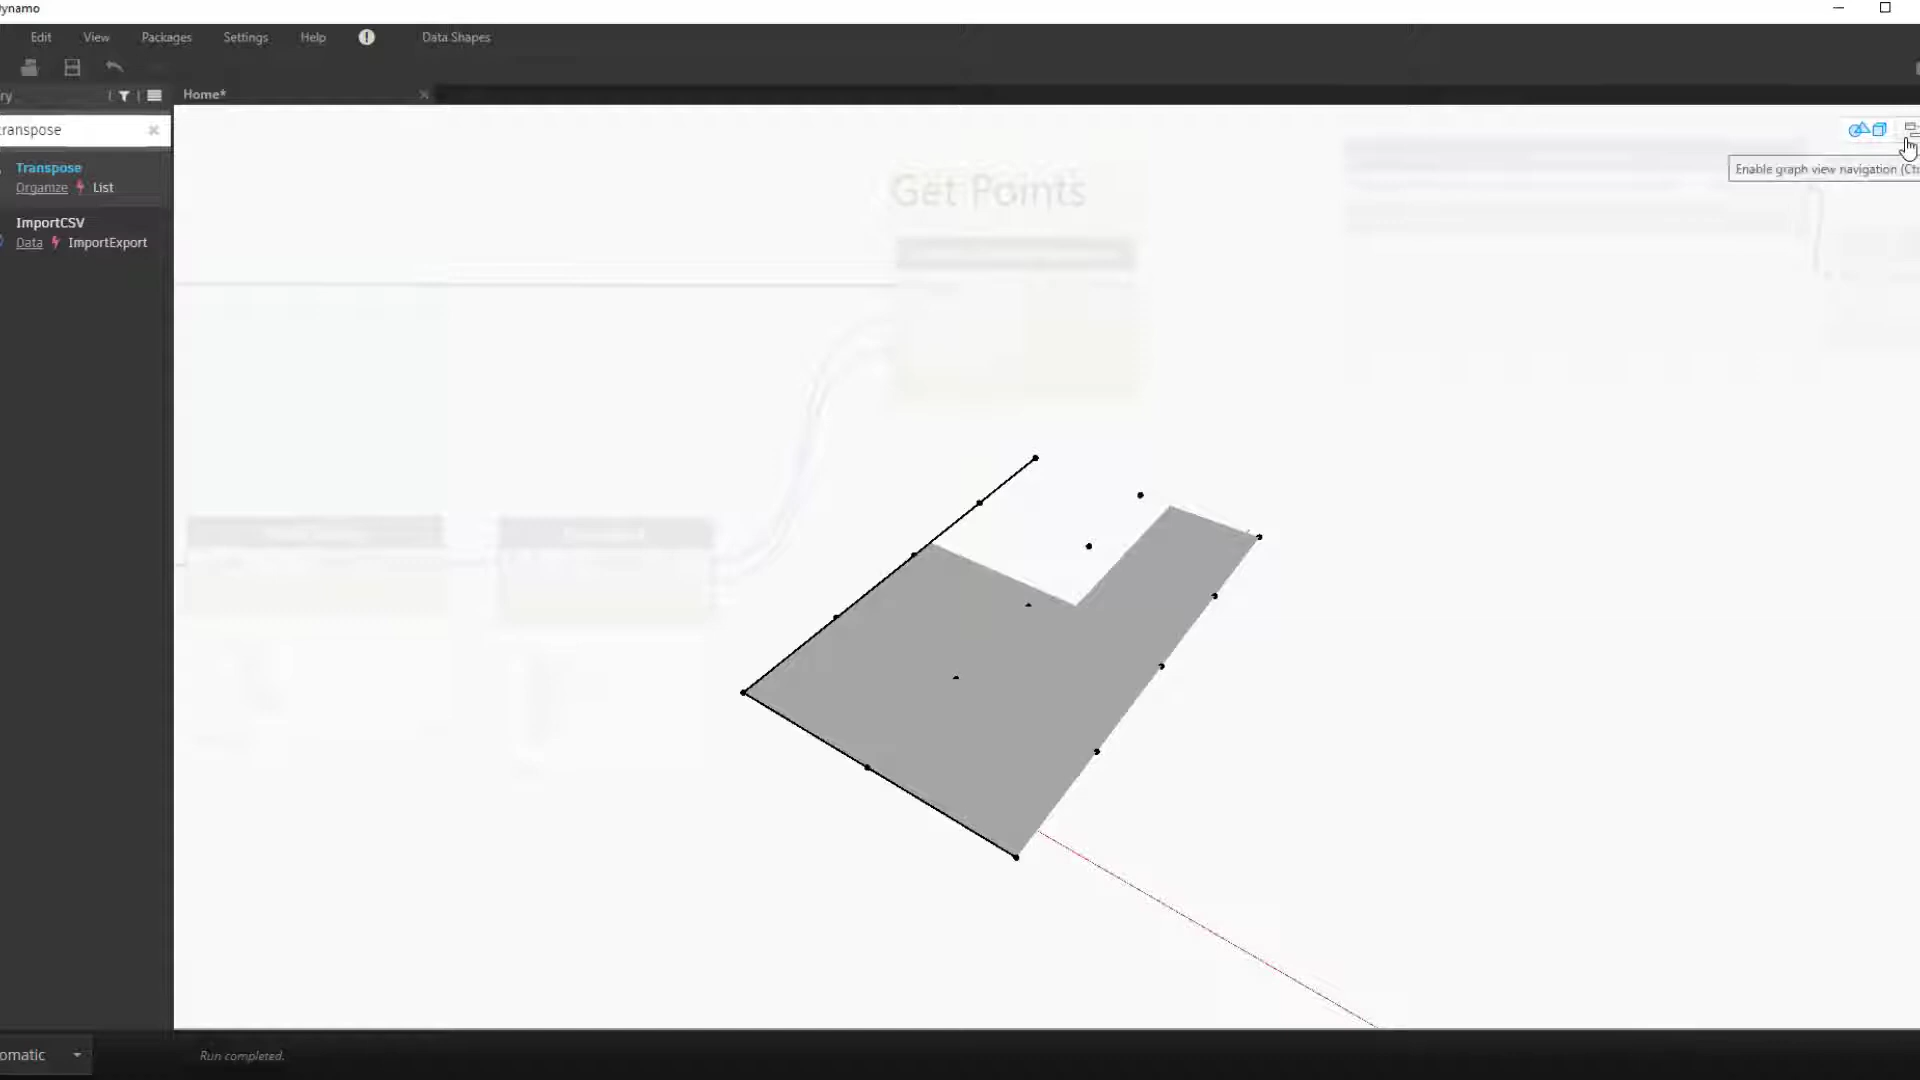 ynamo
Edit View Packages Settings Help Data Shapes
ry
Home*
ranspose
Transpose
Organize List
ImportCSV
Data ImportExport
Get Points
Enable graph view navigation (Ct
omatic
Run completed.